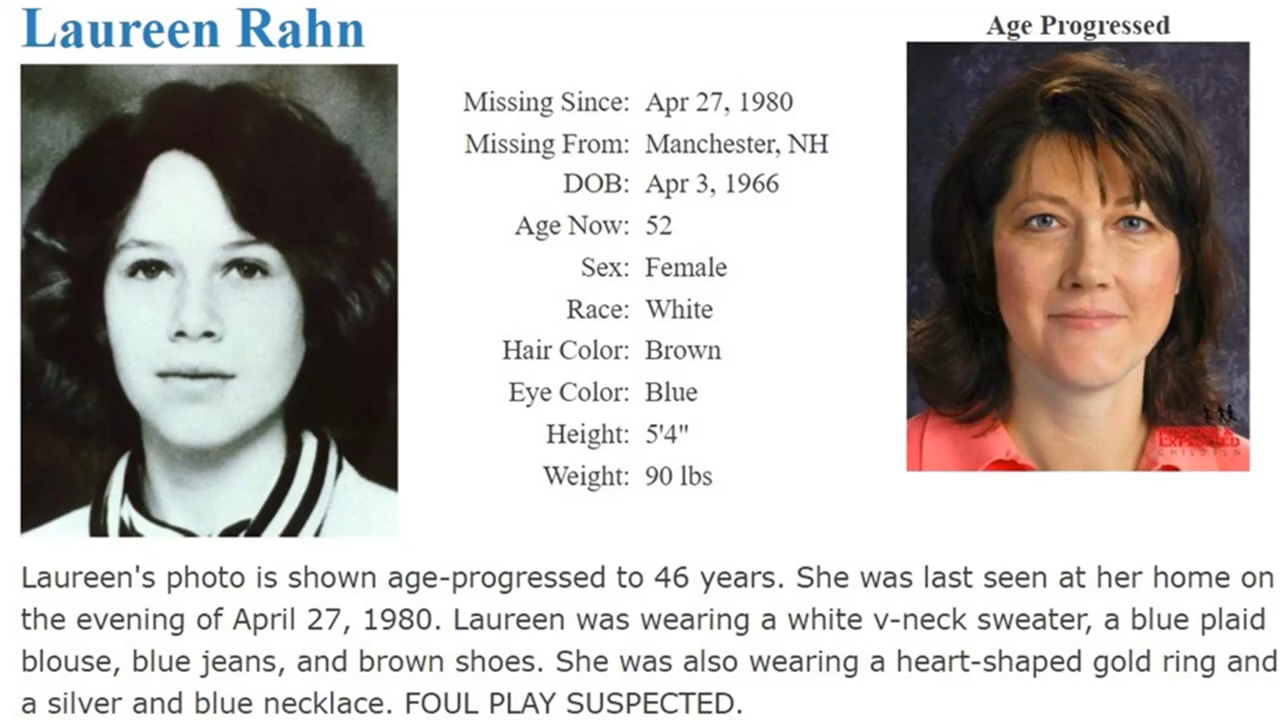 Laureen Rahn
Age Progressed
Missing Since: Apr 27, 1980
Missing From: Manchester, NH
DOB: Apr 3, 1966
Age Now: 52
Sex: Female
Race: White
Hair Color: Brown
Eye Color: Blue
Height: 5'4"
Weight: 90 lbs
CHILDREN
Laureen's photo is shown age-progressed to 46 years. She was last seen at her home on
the evening of April 27, 1980. Laureen was wearing a white v-neck sweater, a blue plaid
blouse, blue jeans, and brown shoes. She was also wearing a heart-shaped gold ring and
a silver and blue necklace. FOUL PLAY SUSPECTED.